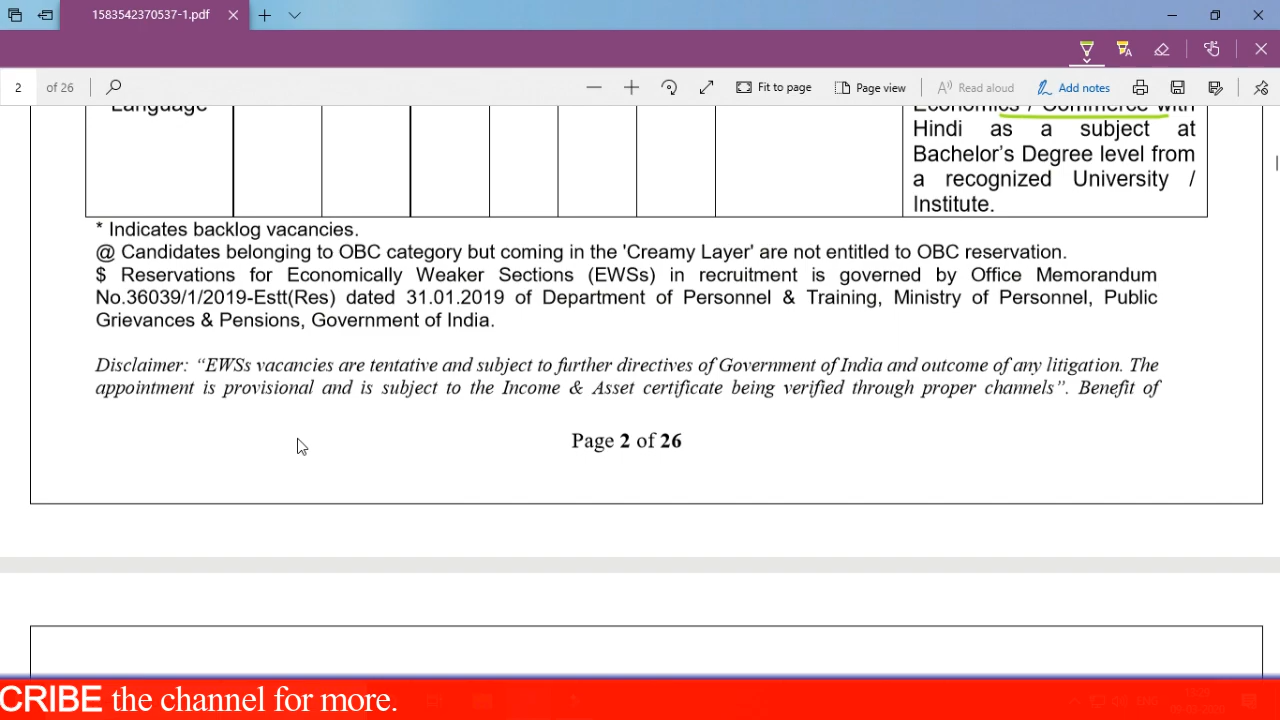 1583542370537-1.pdf
2 of 26
Fit to page
Page view
Read aloud
Add notes
Language
Economics / Commerce with
Hindi as a subject at
Bachelor's Degree level from
a recognized University /
Institute.
* Indicates backlog vacancies.
@ Candidates belonging to OBC category but coming in the 'Creamy Layer' are not entitled to OBC reservation.
$ Reservations for Economically Weaker Sections (EWSs) in recruitment is governed by Office Memorandum
No.36039/1/2019-Estt(Res) dated 31.01.2019 of Department of Personnel & Training, Ministry of Personnel, Public
Grievances & Pensions, Government of India.
Disclaimer: “EWSs vacancies are tentative and subject to further directives of Government of India and outcome of any litigation. The
appointment is provisional and is subject to the Income & Asset certificate being verified through proper channels”. Benefit of
Page 2 of 26
CRIBE the channel for more.